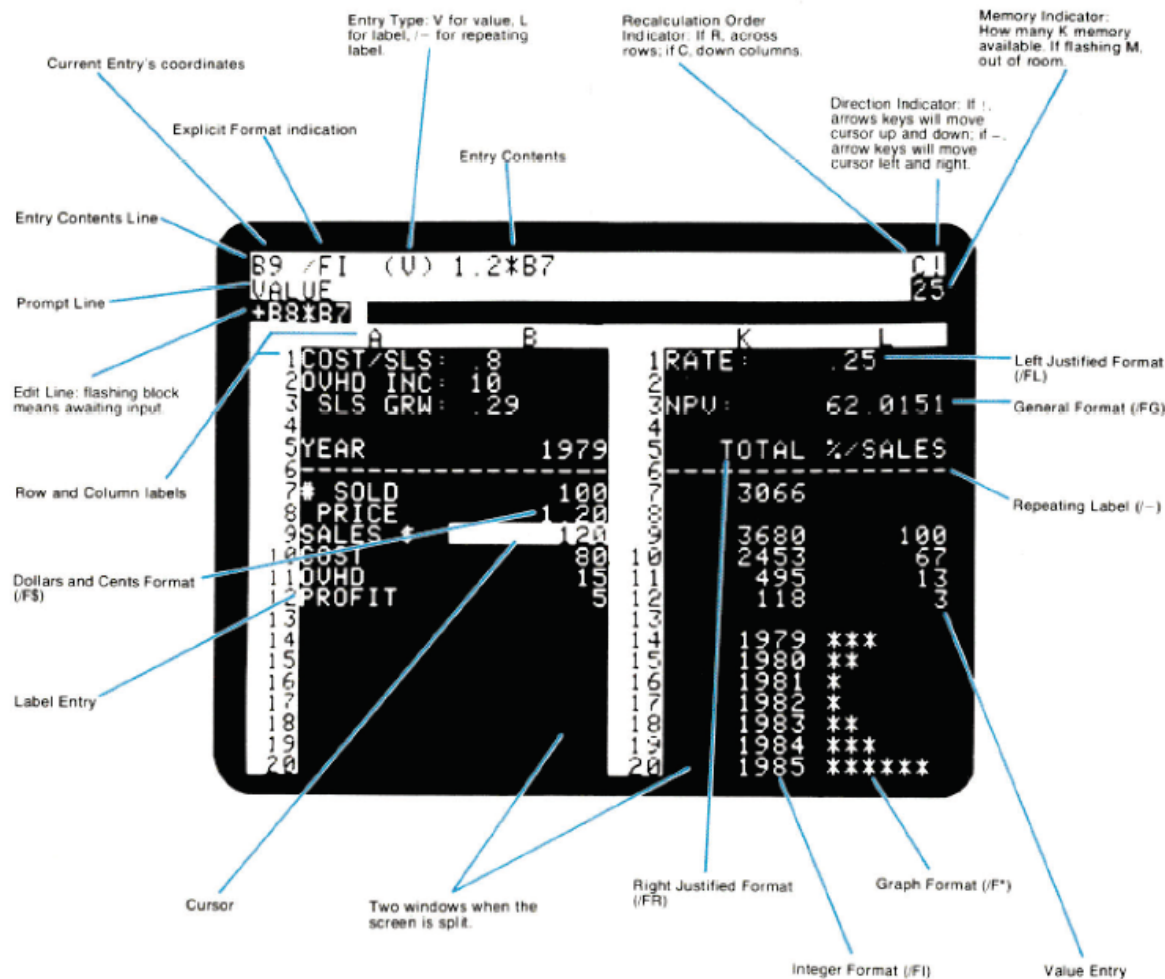 Entry Type: V for value, L
for label, /– for repeating
label.
Recalculation Order
Indicator: If R, across
rows; if C, down columns.
Memory Indicator:
How many K memory
available. If flashing M,
out of room.
Current Entry's coordinates
Explicit Format indication
Entry Contents
Direction Indicator: If !,
arrows keys will move
cursor up and down; if –,
arrow keys will move
cursor left and right.
Entry Contents Line
B9 /FI (V) 1.2*B7 C!
Prompt Line
VALUE 25
+B8*B7
A B K L
1 COST/SLS: .8 1 RATE: .25
Left Justified Format
(/FL)
Edit Line: flashing block
means awaiting input.
2 OVHD INC: 10 2
3 SLS GRW: .29 3 NPV: 62.0151
General Format (/FG)
4 4
5 YEAR 1979 5 TOTAL %/SALES
6 ---------------- 6 ----------------
Row and Column labels
Repeating Label (/–)
7 # SOLD 100 7 3066
8 PRICE 1.20 8
9 SALES $ 120 9 3680 100
10 COST 80 10 2453 67
11 OVHD 15 11 495 13
12 PROFIT 5 12 118 3
Dollars and Cents Format
(/F$)
13 13
14 14 1979 ***
15 15 1980 **
Label Entry
16 16 1981 *
17 17 1982 *
18 18 1983 **
19 19 1984 ***
20 20 1985 ******
Cursor
Two windows when the
screen is split.
Right Justified Format
(/FR)
Graph Format (/F*)
Integer Format (/FI)
Value Entry